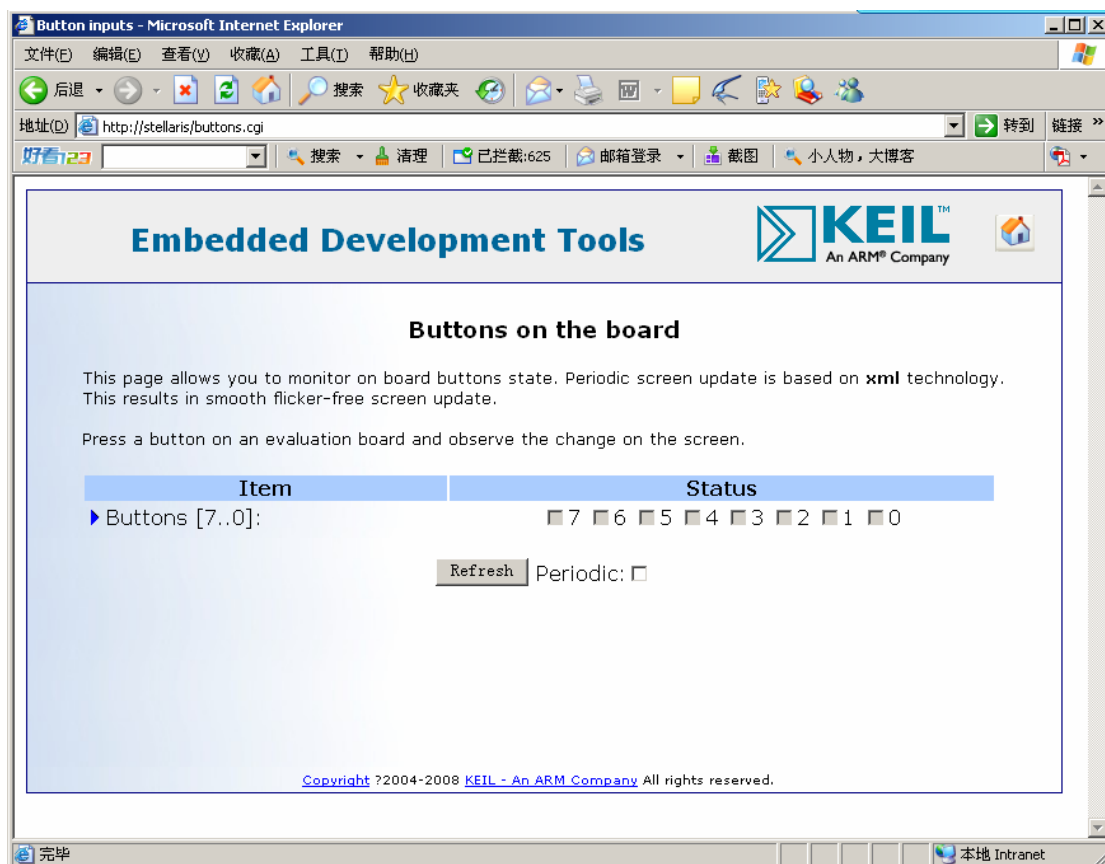 Button inputs - Microsoft Internet Explorer
文件(F) 编辑(E) 查看(V) 收藏(A) 工具(T) 帮助(H)
后退 搜索 收藏夹
地址(D) http://stellaris/buttons.cgi 转到 链接 »
好看123 搜索 清理 已拦截:625 邮箱登录 截图 小人物，大博客
Embedded Development Tools
KEIL™
An ARM® Company
Buttons on the board
This page allows you to monitor on board buttons state. Periodic screen update is based on xml technology.
This results in smooth flicker-free screen update.
Press a button on an evaluation board and observe the change on the screen.
Item Status
Buttons [7..0]: 7 6 5 4 3 2 1 0
Refresh Periodic:
Copyright ?2004-2008 KEIL - An ARM Company All rights reserved.
完毕 本地 Intranet